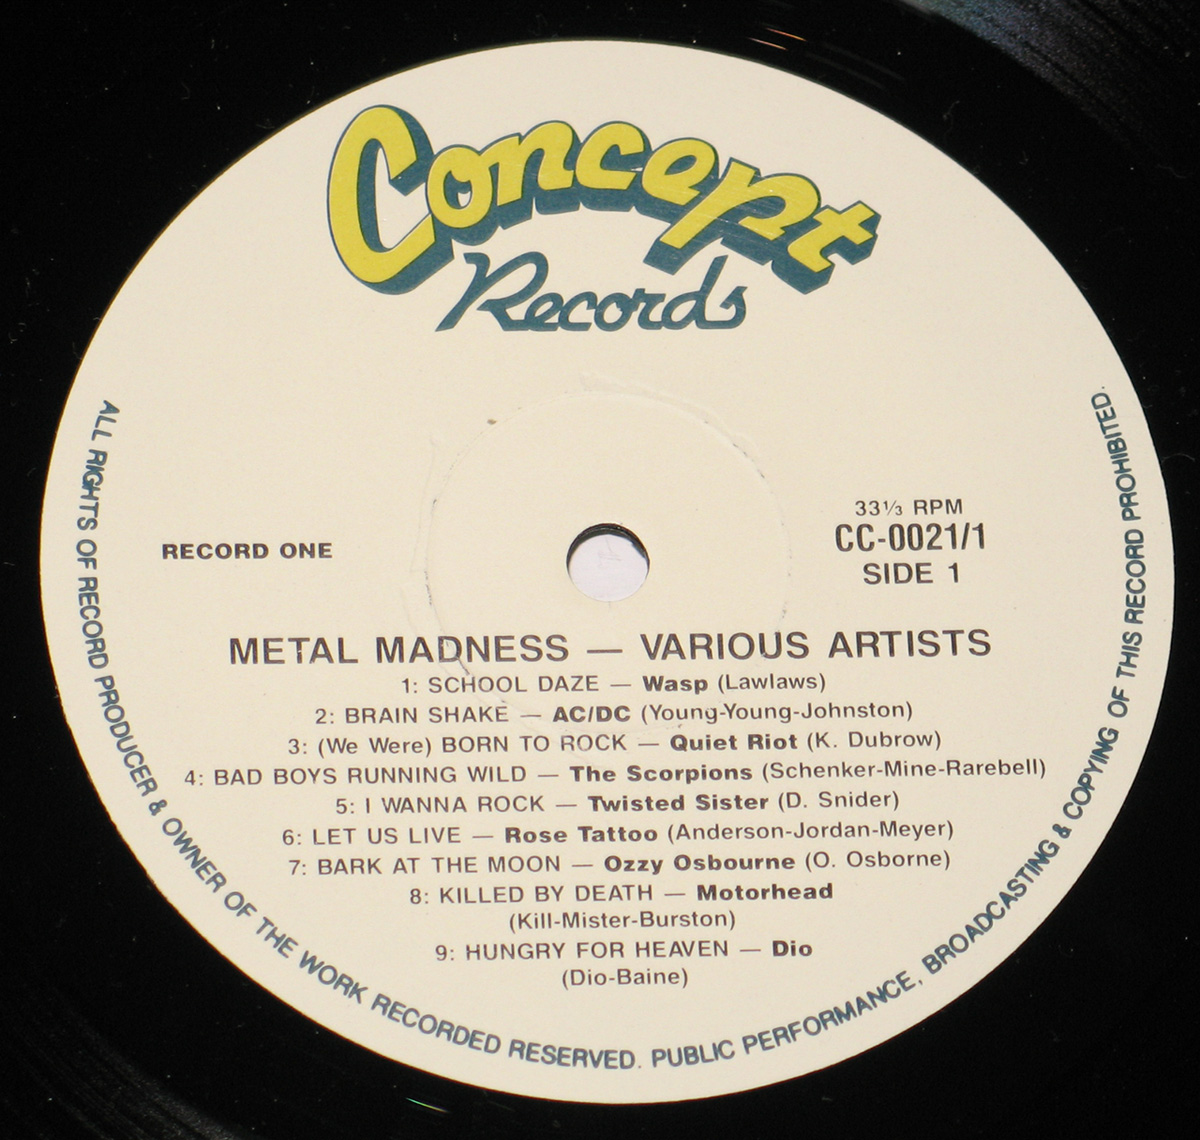 Concept
Records
RECORD ONE
33⅓ RPM
CC-0021/1
SIDE 1
METAL MADNESS — VARIOUS ARTISTS
1: SCHOOL DAZE — Wasp (Lawlaws)
2: BRAIN SHAKE — AC/DC (Young-Young-Johnston)
3: (We Were) BORN TO ROCK — Quiet Riot (K. Dubrow)
4: BAD BOYS RUNNING WILD — The Scorpions (Schenker-Mine-Rarebell)
5: I WANNA ROCK — Twisted Sister (D. Snider)
6: LET US LIVE — Rose Tattoo (Anderson-Jordan-Meyer)
7: BARK AT THE MOON — Ozzy Osbourne (O. Osborne)
8: KILLED BY DEATH — Motorhead
(Kill-Mister-Burston)
9: HUNGRY FOR HEAVEN — Dio
(Dio-Baine)
ALL RIGHTS OF RECORD PRODUCER & OWNER OF THE WORK RECORDED RESERVED. PUBLIC PERFORMANCE, BROADCASTING & COPYING OF THIS RECORD PROHIBITED.